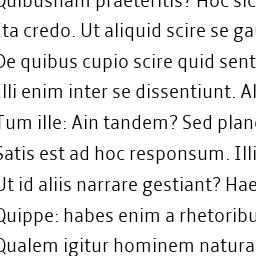 Quibusnam praeteritis? Hoc sic
Ita credo. Ut aliquid scire se ga
De quibus cupio scire quid sent
Illi enim inter se dissentiunt. Al
Tum ille: Ain tandem? Sed plan
Satis est ad hoc responsum. Illi
Ut id aliis narrare gestiant? Hae
Quippe: habes enim a rhetoribu
Qualem igitur hominem natura